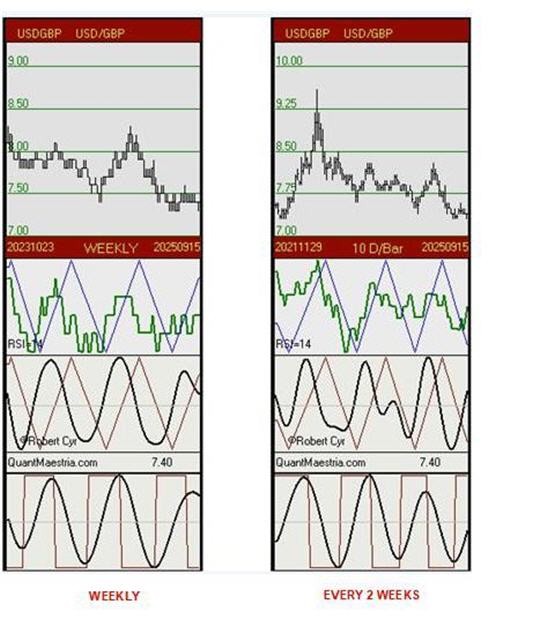 USDGBP USD/GBP
9.00
8.50
8.00
7.50
7.00
20231023 WEEKLY 20250915
RSI=14
©Robert Cyr
QuantMaestria.com 7.40
WEEKLY
USDGBP USD/GBP
10.00
9.25
8.50
7.75
7.00
20211129 10 D/Bar 20250915
RSI=14
©Robert Cyr
QuantMaestria.com 7.40
EVERY 2 WEEKS